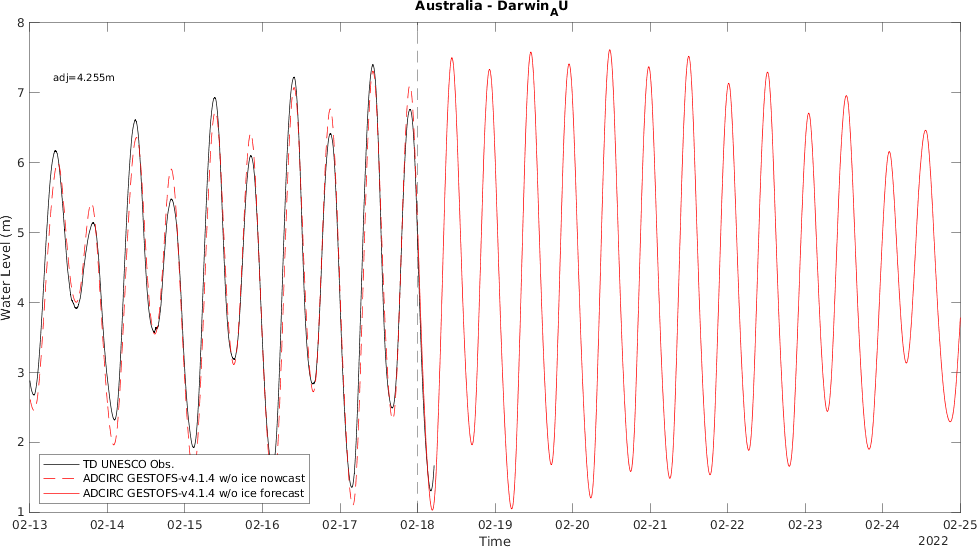 Australia - Darwin_AU
8
adj=4.255m
7
6
5
Water Level (m)
4
3
2
1
TD UNESCO Obs.
ADCIRC GESTOFS-v4.1.4 w/o ice nowcast
ADCIRC GESTOFS-v4.1.4 w/o ice forecast
02-13 02-14 02-15 02-16 02-17 02-18 02-19 02-20 02-21 02-22 02-23 02-24 02-25
Time
2022